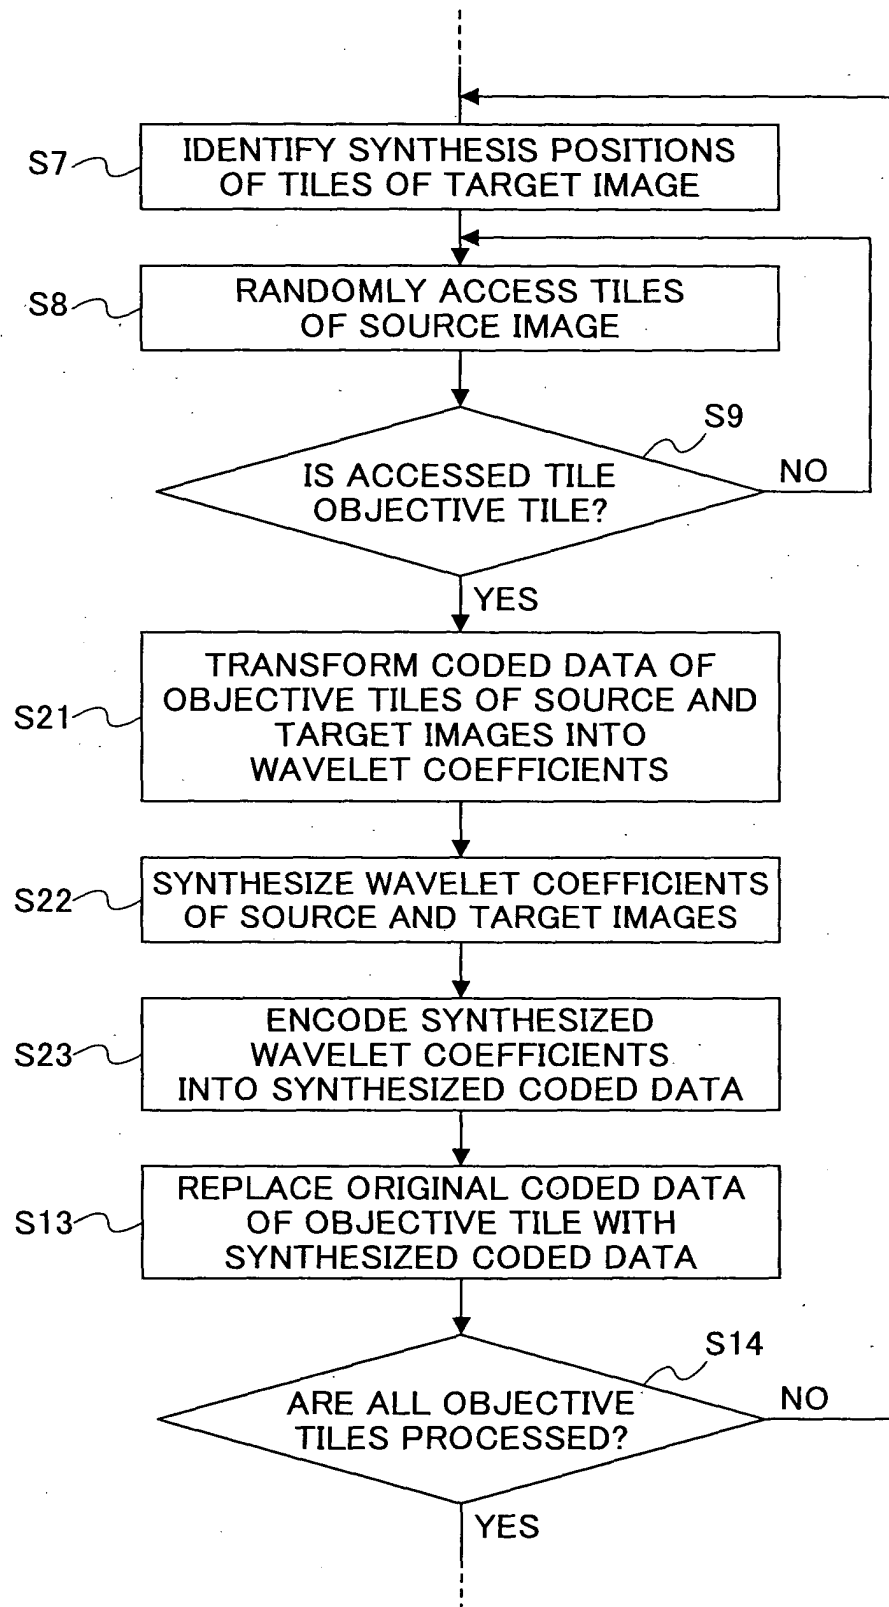 S7
IDENTIFY SYNTHESIS POSITIONS
OF TILES OF TARGET IMAGE
S8
RANDOMLY ACCESS TILES
OF SOURCE IMAGE
S9
IS ACCESSED TILE
OBJECTIVE TILE?
NO
YES
S21
TRANSFORM CODED DATA OF
OBJECTIVE TILES OF SOURCE AND
TARGET IMAGES INTO
WAVELET COEFFICIENTS
S22
SYNTHESIZE WAVELET COEFFICIENTS
OF SOURCE AND TARGET IMAGES
S23
ENCODE SYNTHESIZED
WAVELET COEFFICIENTS
INTO SYNTHESIZED CODED DATA
S13
REPLACE ORIGINAL CODED DATA
OF OBJECTIVE TILE WITH
SYNTHESIZED CODED DATA
S14
ARE ALL OBJECTIVE
TILES PROCESSED?
NO
YES